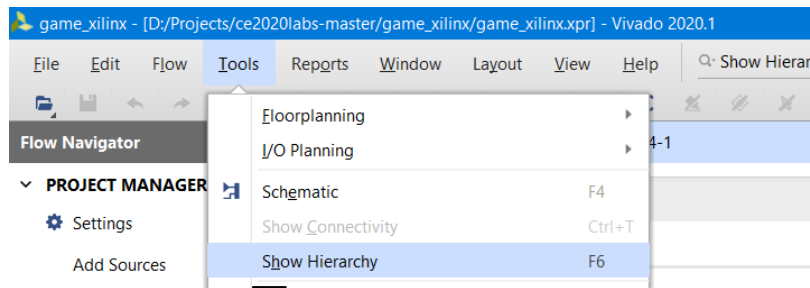 game_xilinx - [D:/Projects/ce2020labs-master/game_xilinx/game_xilinx.xpr] - Vivado 2020.1
File Edit Flow Tools Reports Window Layout View Help Show Hierar
Floorplanning
Flow Navigator 4-1
I/O Planning
PROJECT MANAGER
Schematic F4
Settings
Show Connectivity Ctrl+T
Add Sources
Show Hierarchy F6